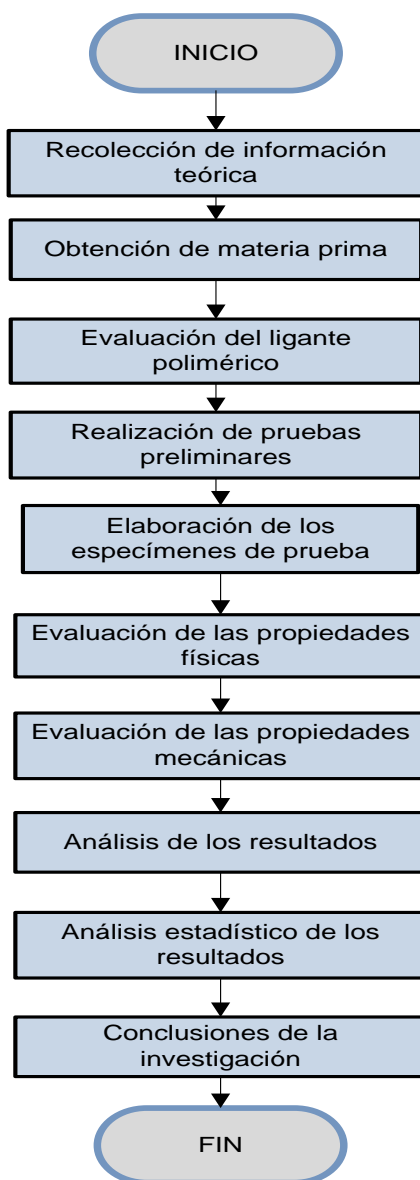 INICIO
Recolección de información
teórica
Obtención de materia prima
Evaluación del ligante
polimérico
Realización de pruebas
preliminares
Elaboración de los
especímenes de prueba
Evaluación de las propiedades
físicas
Evaluación de las propiedades
mecánicas
Análisis de los resultados
Análisis estadístico de los
resultados
Conclusiones de la
investigación
FIN